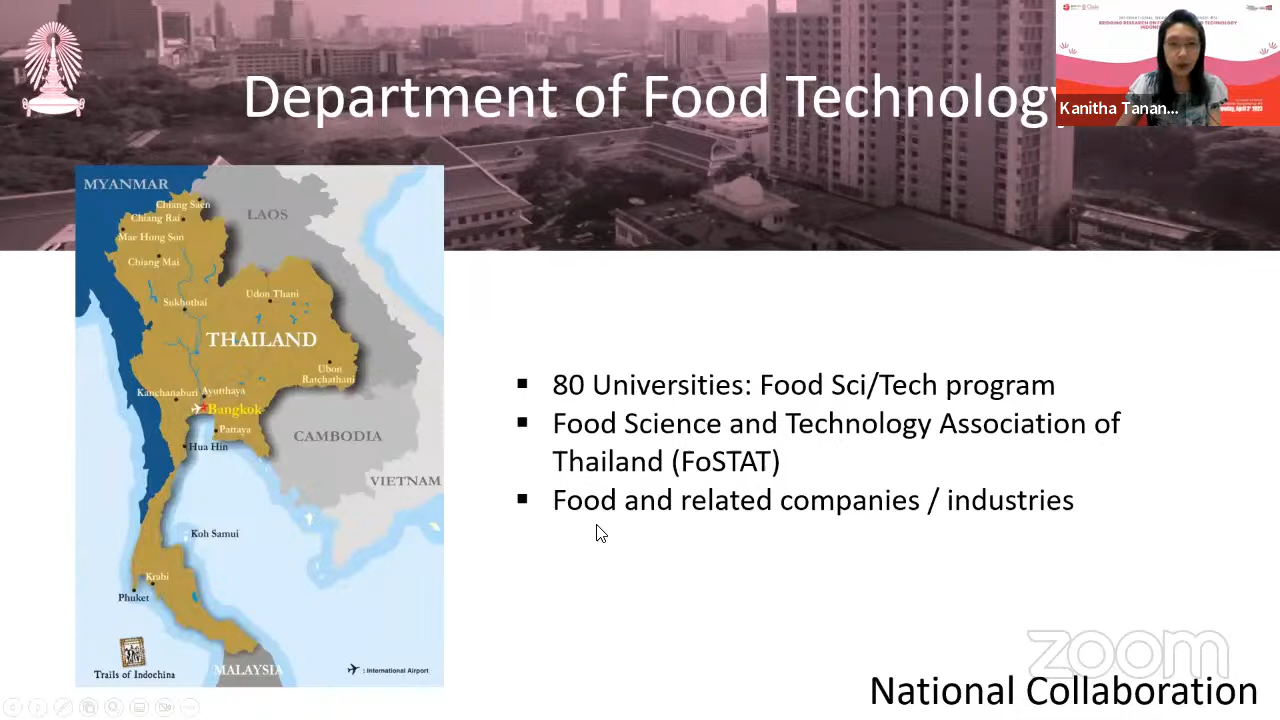 Department of Food Technology
Kanitha Tanan...
MYANMAR
Chiang Saen
LAOS
Chiang Rai
Mae Hong Son
Chiang Mai
Udon Thani
Sukhothai
THAILAND
Ubon
Ratchathani
Kanchanaburi
Ayutthaya
Bangkok
Pattaya
CAMBODIA
Hua Hin
VIETNAM
Koh Samui
Krabi
Phuket
Trails of Indochina
MALAYSIA
: International Airport
▪ 80 Universities: Food Sci/Tech program
▪ Food Science and Technology Association of
Thailand (FoSTAT)
▪ Food and related companies / industries
zoom
National Collaboration